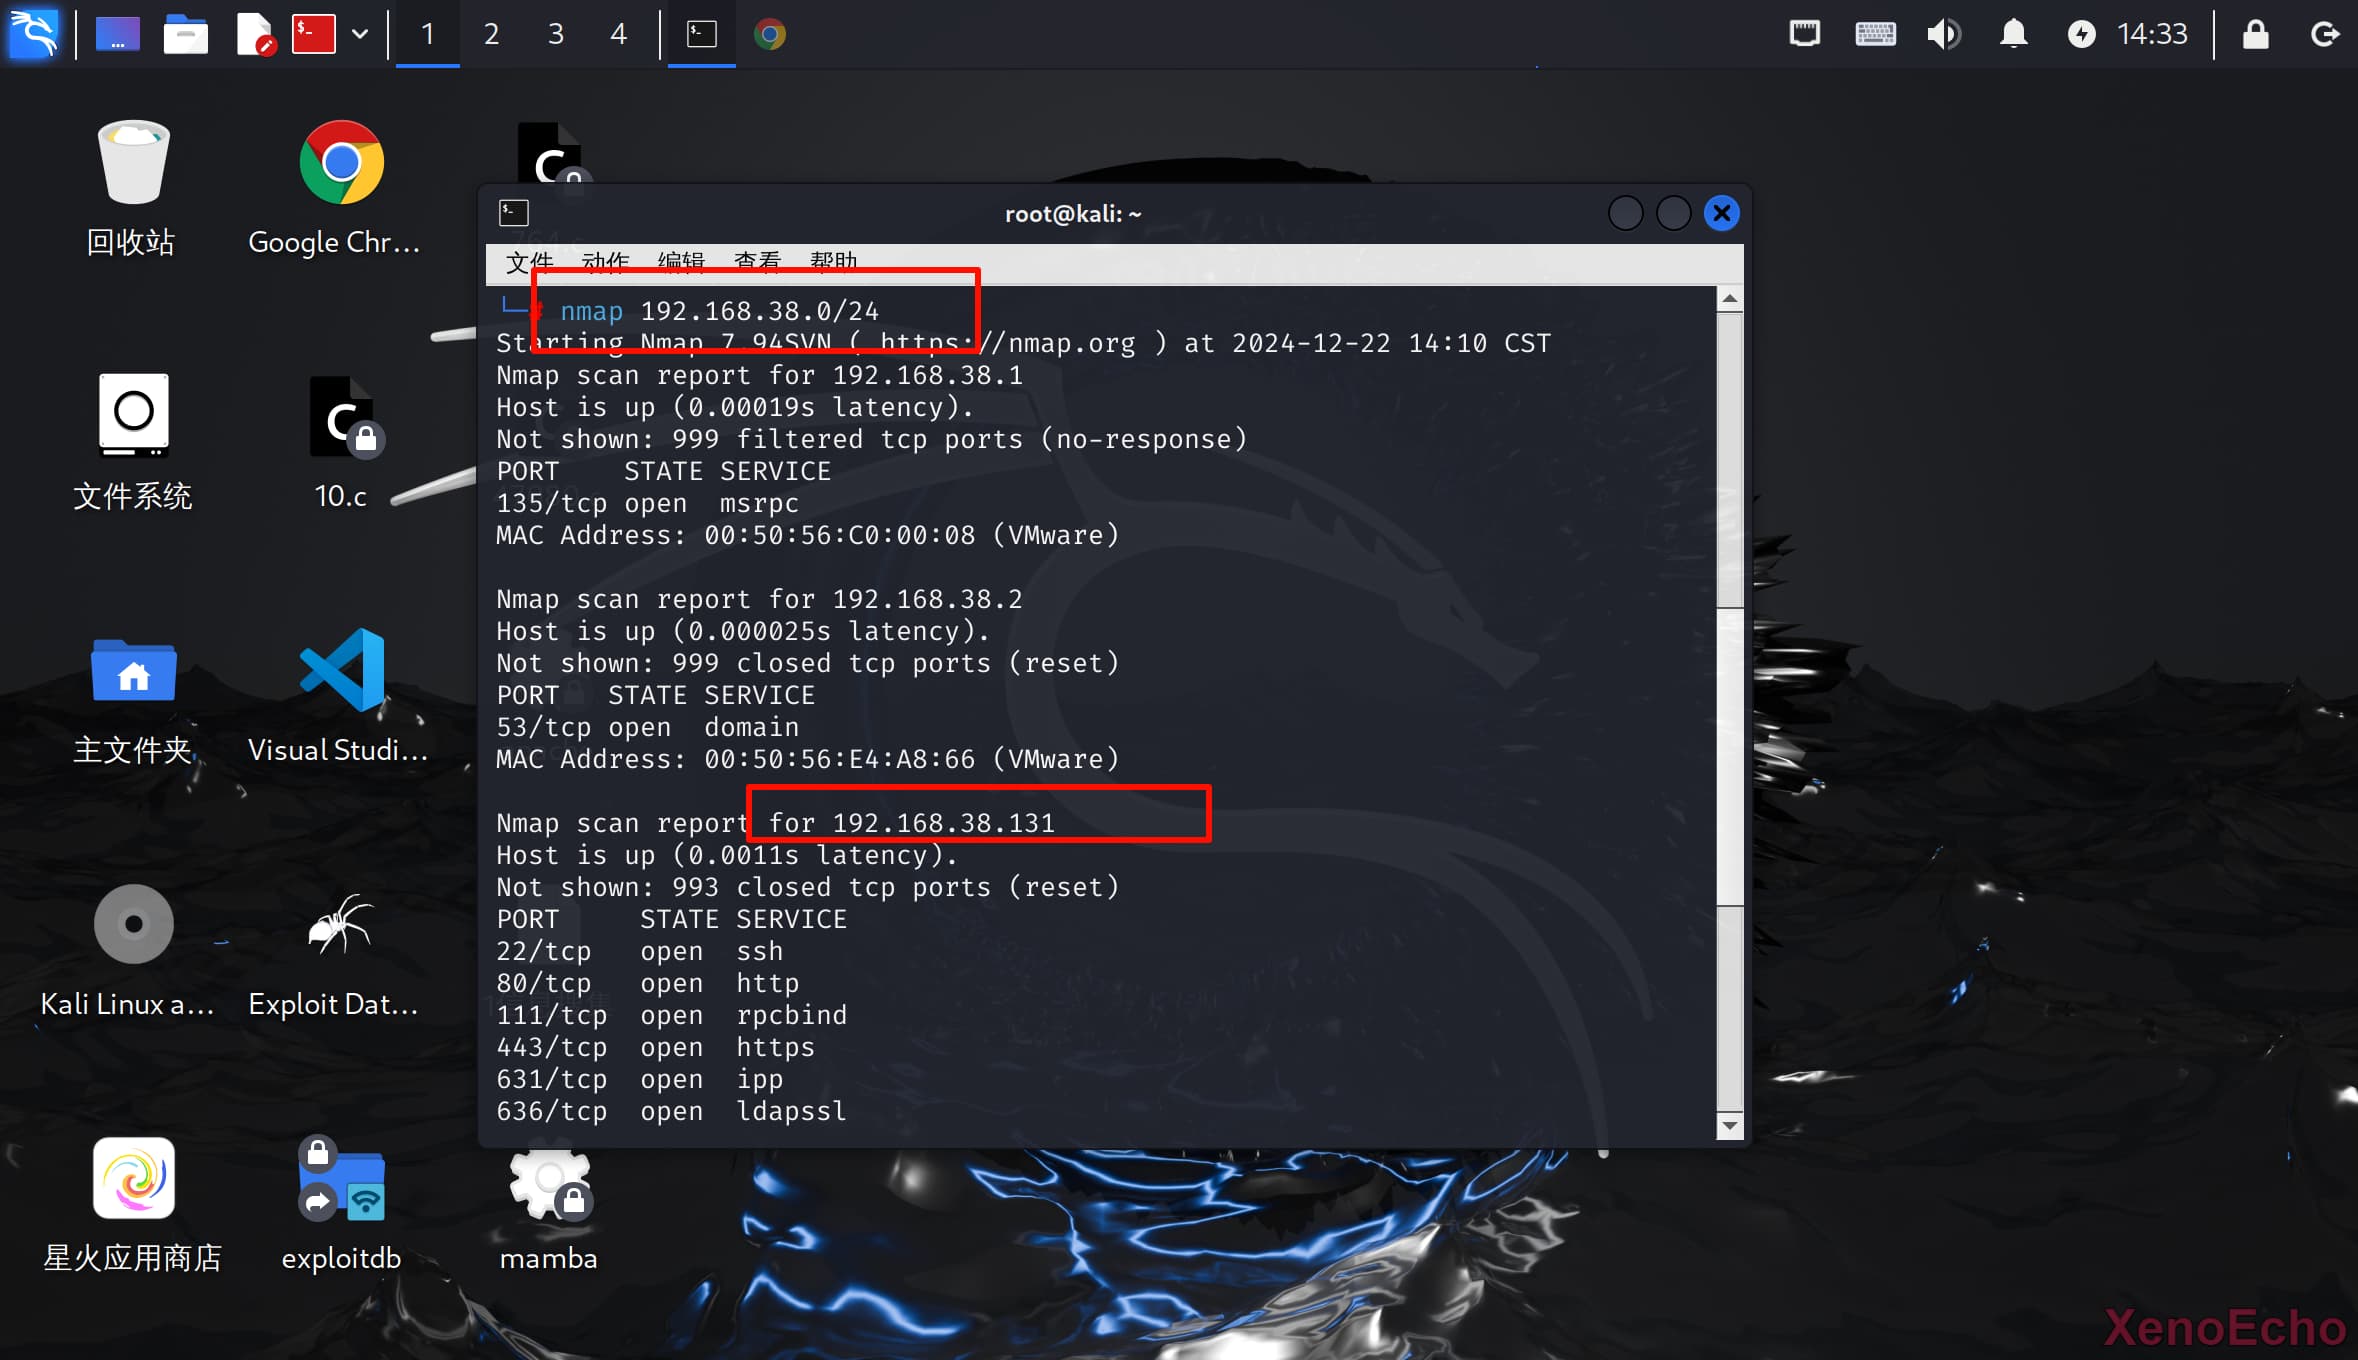 1 2 3 4 14:33
回收站
Google Chr...
文件系统
10.c
主文件夹
Visual Studi...
Kali Linux a...
Exploit Dat...
星火应用商店
exploitdb
mamba
root@kali: ~
文件 动作 编辑 查看 帮助
└─# nmap 192.168.38.0/24
Starting Nmap 7.94SVN ( https://nmap.org ) at 2024-12-22 14:10 CST
Nmap scan report for 192.168.38.1
Host is up (0.00019s latency).
Not shown: 999 filtered tcp ports (no-response)
PORT STATE SERVICE
135/tcp open msrpc
MAC Address: 00:50:56:C0:00:08 (VMware)
Nmap scan report for 192.168.38.2
Host is up (0.000025s latency).
Not shown: 999 closed tcp ports (reset)
PORT STATE SERVICE
53/tcp open domain
MAC Address: 00:50:56:E4:A8:66 (VMware)
Nmap scan report for 192.168.38.131
Host is up (0.0011s latency).
Not shown: 993 closed tcp ports (reset)
PORT STATE SERVICE
22/tcp open ssh
80/tcp open http
111/tcp open rpcbind
443/tcp open https
631/tcp open ipp
636/tcp open ldapssl
XenoEcho